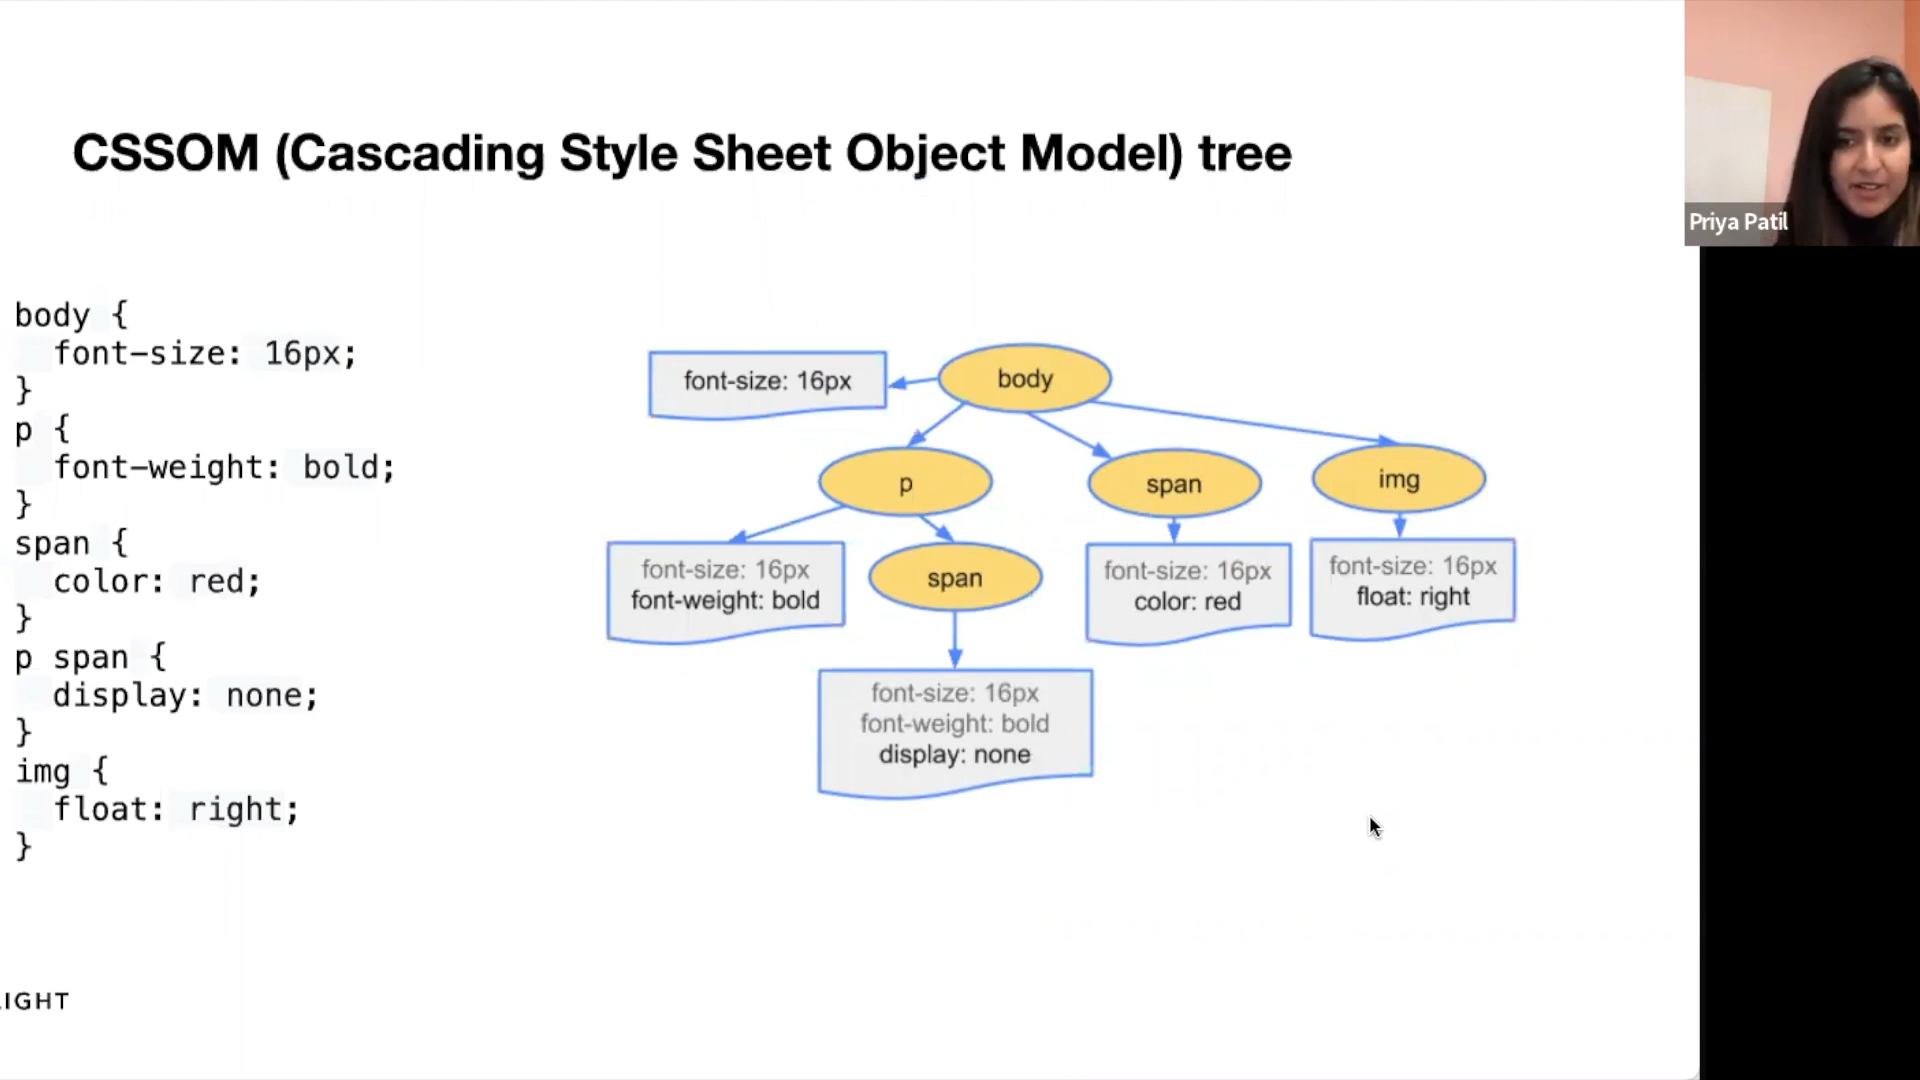 CSSOM (Cascading Style Sheet Object Model) tree
Priya Patil
body {
  font-size: 16px;
}
p {
  font-weight: bold;
}
span {
  color: red;
}
p span {
  display: none;
}
img {
  float: right;
}
font-size: 16px
body
p
span
img
font-size: 16px
font-weight: bold
span
font-size: 16px
color: red
font-size: 16px
float: right
font-size: 16px
font-weight: bold
display: none
IGHT